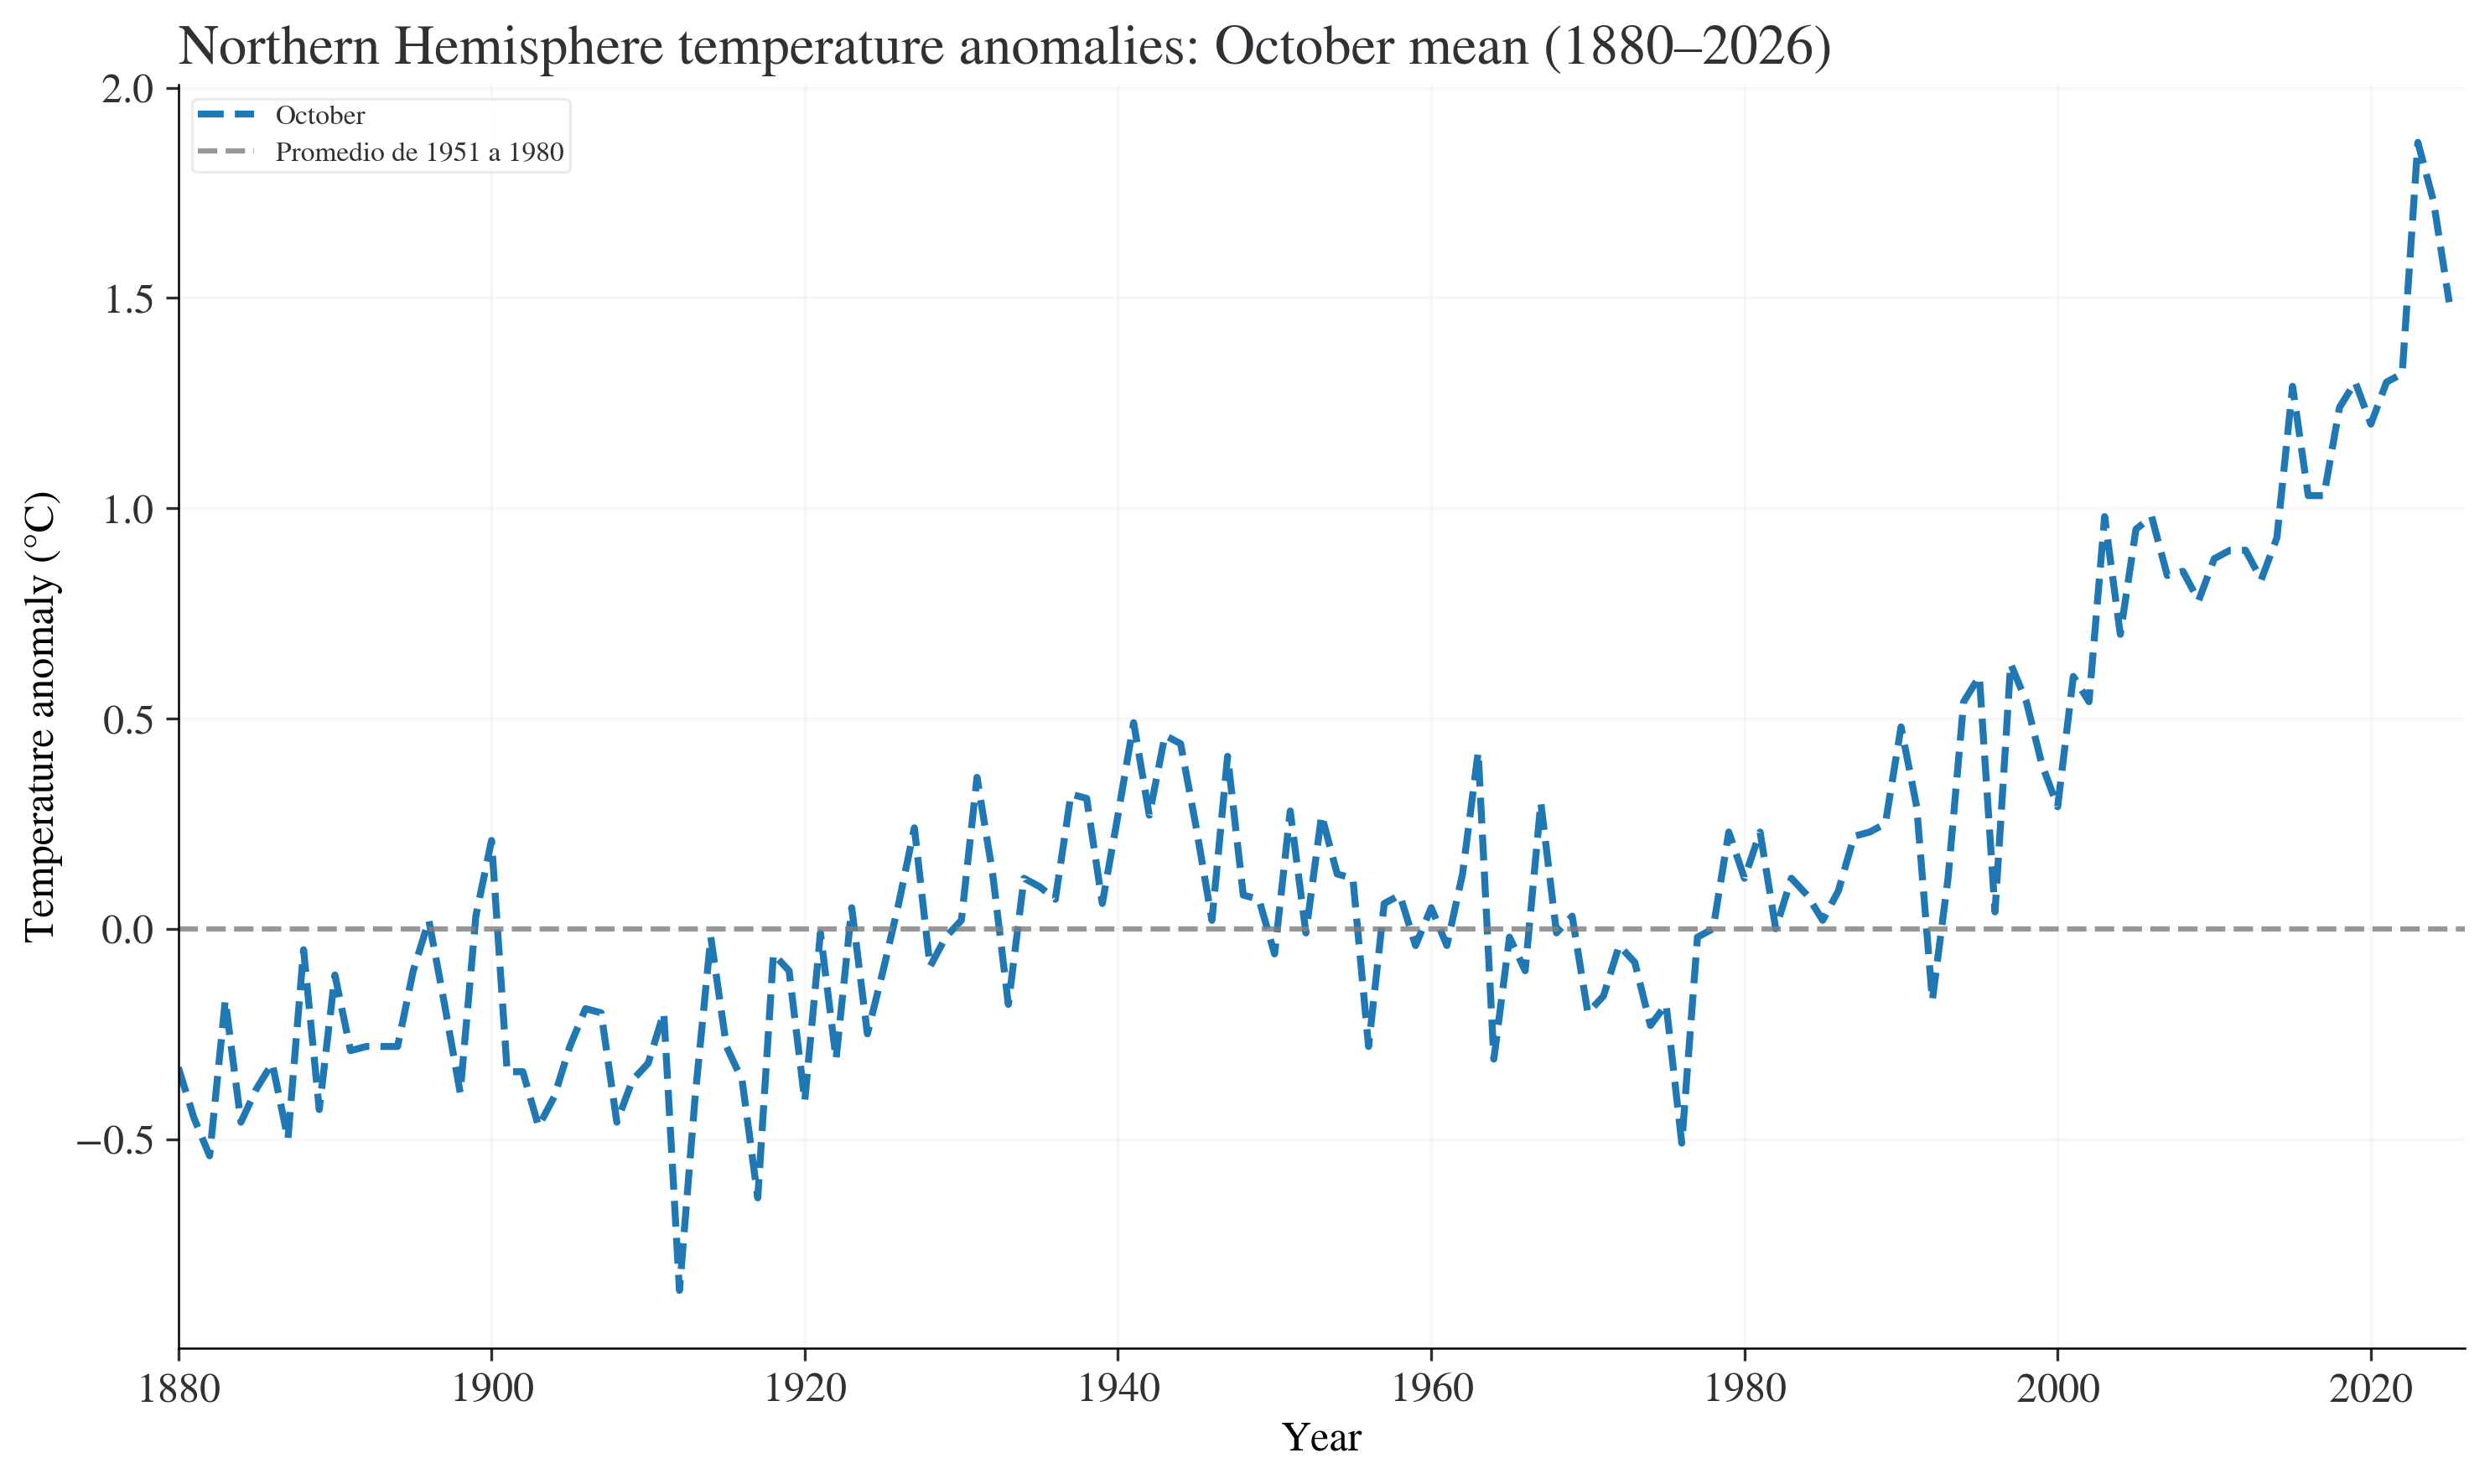 Northern Hemisphere temperature anomalies: October mean (1880–2026)
October
Promedio de 1951 a 1980
Temperature anomaly (°C)
2.0
1.5
1.0
0.5
0.0
−0.5
1880 1900 1920 1940 1960 1980 2000 2020
Year